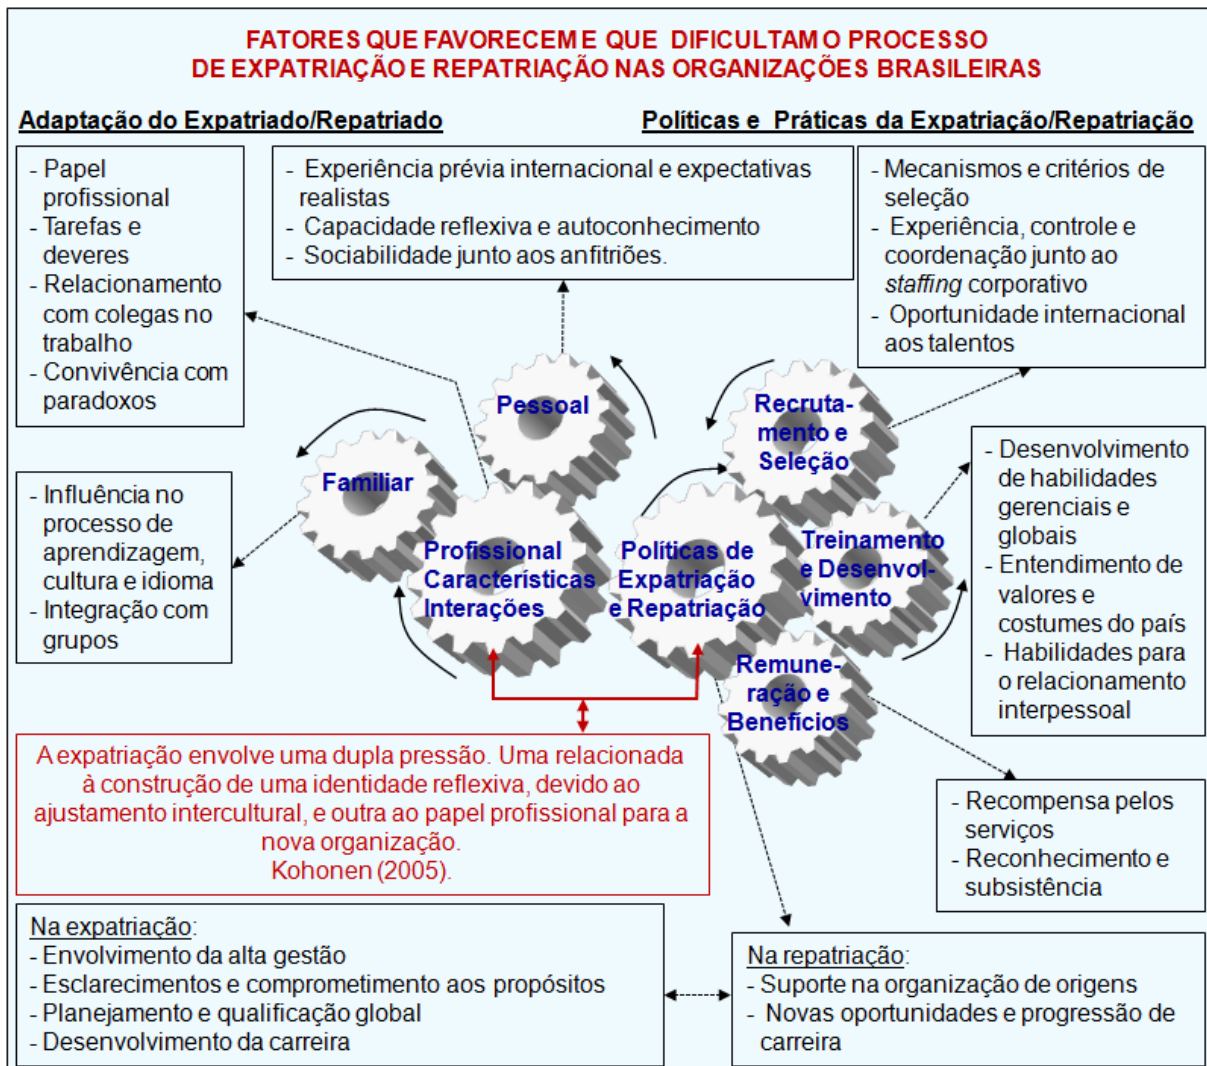 FATORES QUE FAVORECEM E QUE DIFICULTAM O PROCESSO
DE EXPATRIAÇÃO E REPATRIAÇÃO NAS ORGANIZAÇÕES BRASILEIRAS
Adaptação do Expatriado/Repatriado
Políticas e Práticas da Expatriação/Repatriação
- Papel
profissional
- Tarefas e
deveres
- Relacionamento
com colegas no
trabalho
- Convivência com
paradoxos
- Experiência prévia internacional e expectativas
realistas
- Capacidade reflexiva e autoconhecimento
- Sociabilidade junto aos anfitriões.
- Mecanismos e critérios de
seleção
- Experiência, controle e
coordenação junto ao
staffing corporativo
- Oportunidade internacional
aos talentos
Pessoal
Familiar
Profissional
Características
Interações
Recruta-
mento e
Seleção
Políticas de
Expatriação
e Repatriação
Treinamento
e Desenvol-
vimento
Remune-
ração e
Benefícios
- Influência no
processo de
aprendizagem,
cultura e idioma
- Integração com
grupos
- Desenvolvimento
de habilidades
gerenciais e
globais
- Entendimento de
valores e
costumes do país
- Habilidades para
o relacionamento
interpessoal
A expatriação envolve uma dupla pressão. Uma relacionada
à construção de uma identidade reflexiva, devido ao
ajustamento intercultural, e outra ao papel profissional para a
nova organização.
Kohonen (2005).
- Recompensa pelos
serviços
- Reconhecimento e
subsistência
Na expatriação:
- Envolvimento da alta gestão
- Esclarecimentos e comprometimento aos propósitos
- Planejamento e qualificação global
- Desenvolvimento da carreira
Na repatriação:
- Suporte na organização de origens
- Novas oportunidades e progressão de
carreira